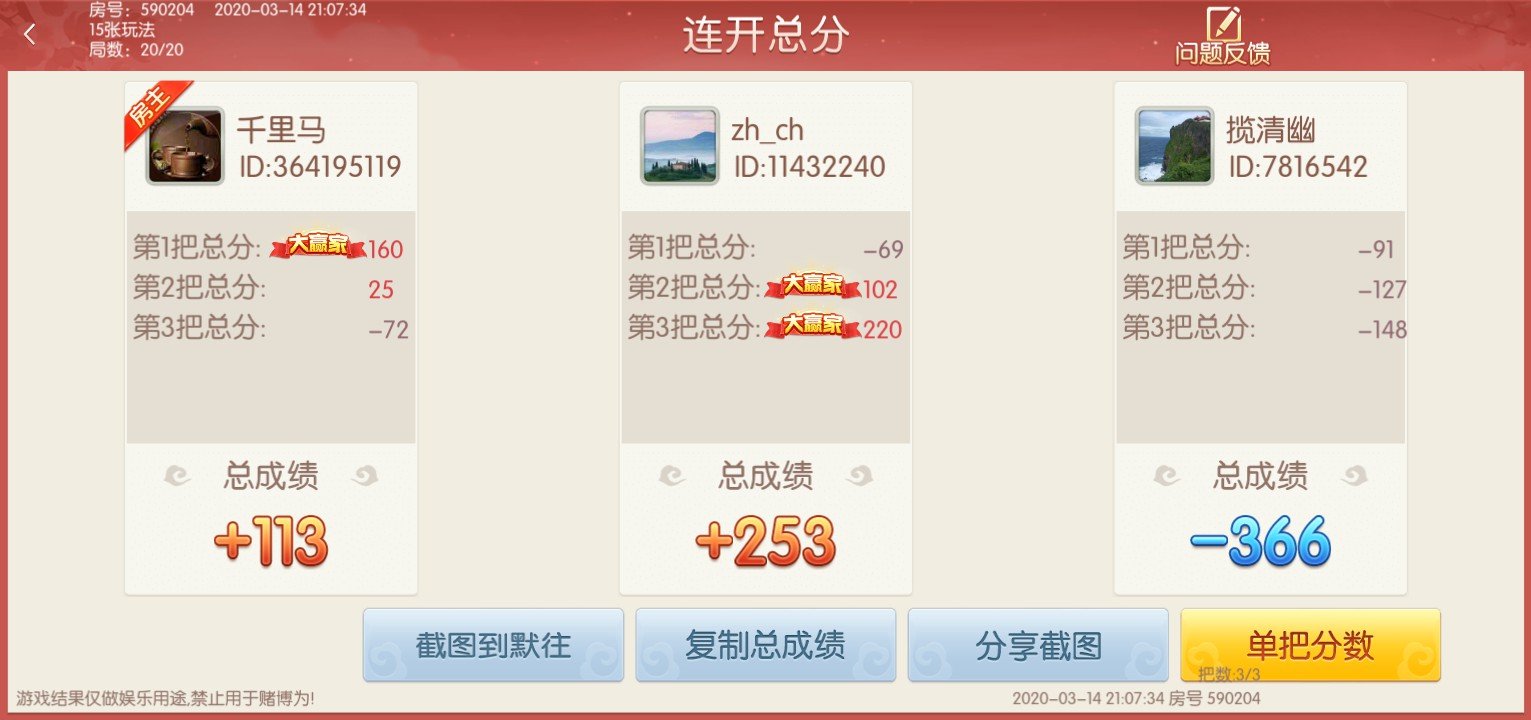 房号：590204 2020-03-14 21:07:34
15张玩法
局数：20/20
连开总分
问题反馈
房主
千里马
ID:364195119
第1把总分: 大赢家 160
第2把总分: 25
第3把总分: -72
总成绩
+113
zh_ch
ID:11432240
第1把总分: -69
第2把总分: 大赢家 102
第3把总分: 大赢家 220
总成绩
+253
揽清幽
ID:7816542
第1把总分: -91
第2把总分: -127
第3把总分: -148
总成绩
-366
截图到默往
复制总成绩
分享截图
单把分数
把数:3/3
游戏结果仅做娱乐用途,禁止用于赌博为!
2020-03-14 21:07:34 房号 590204